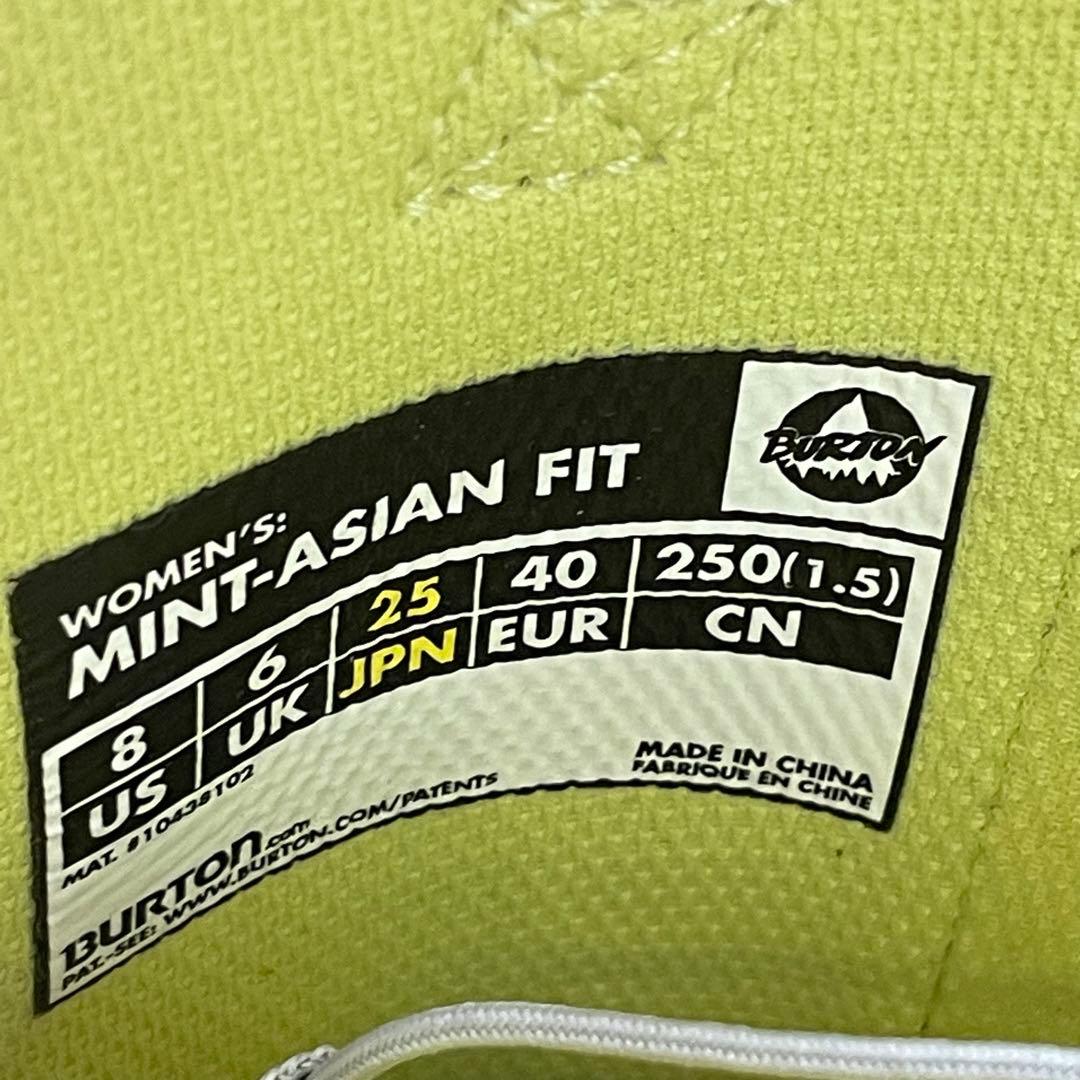 WOMEN'S:
MINT-ASIAN FIT
BURTON
8 6 25 40 250(1.5)
US UK JPN EUR CN
MAT. #10438102
MADE IN CHINA
FABRIQUE EN CHINE
BURTON.com
PAT.-SEE: WWW.BURTON.COM/PATENTS